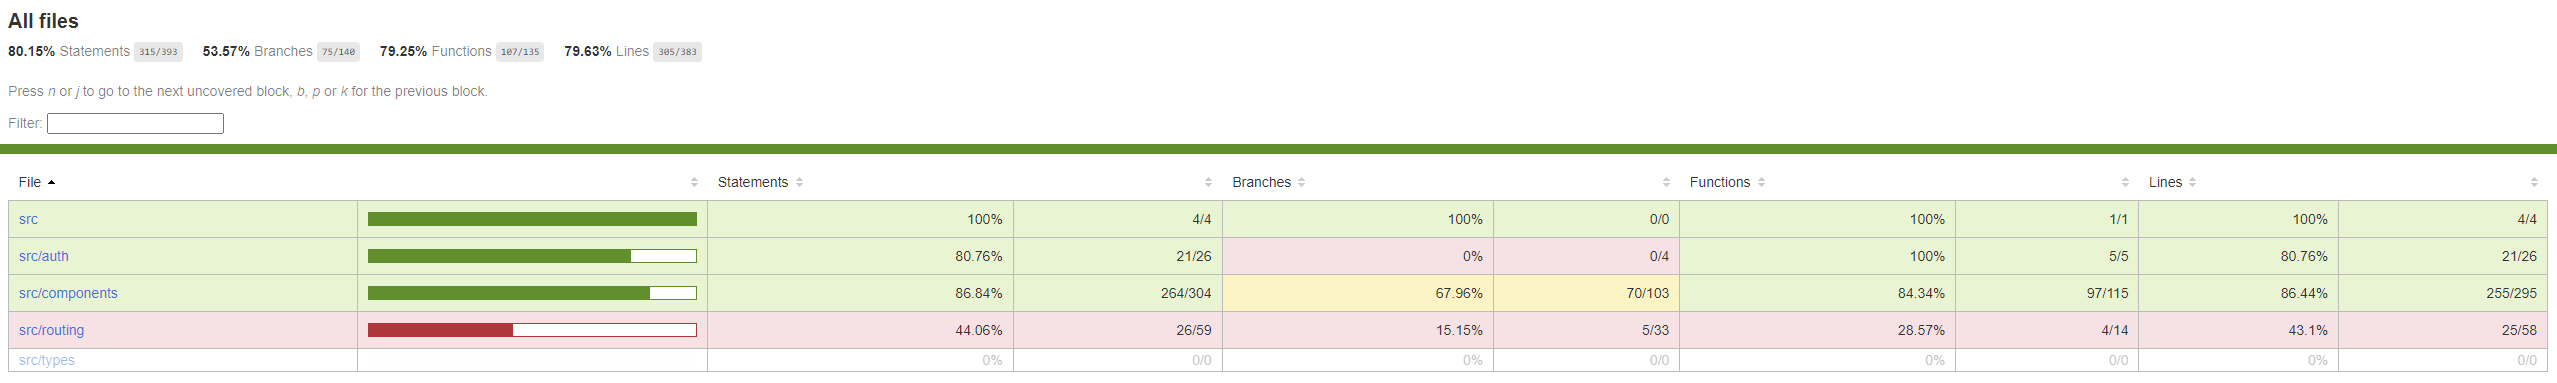 All files
80.15% Statements 315/393 53.57% Branches 75/140 79.25% Functions 107/135 79.63% Lines 305/383
Press n or j to go to the next uncovered block, b, p or k for the previous block.
Filter:
File Statements Branches Functions Lines
src 100% 4/4 100% 0/0 100% 1/1 100% 4/4
src/auth 80.76% 21/26 0% 0/4 100% 5/5 80.76% 21/26
src/components 86.84% 264/304 67.96% 70/103 84.34% 97/115 86.44% 255/295
src/routing 44.06% 26/59 15.15% 5/33 28.57% 4/14 43.1% 25/58
src/types 0% 0/0 0% 0/0 0% 0/0 0% 0/0